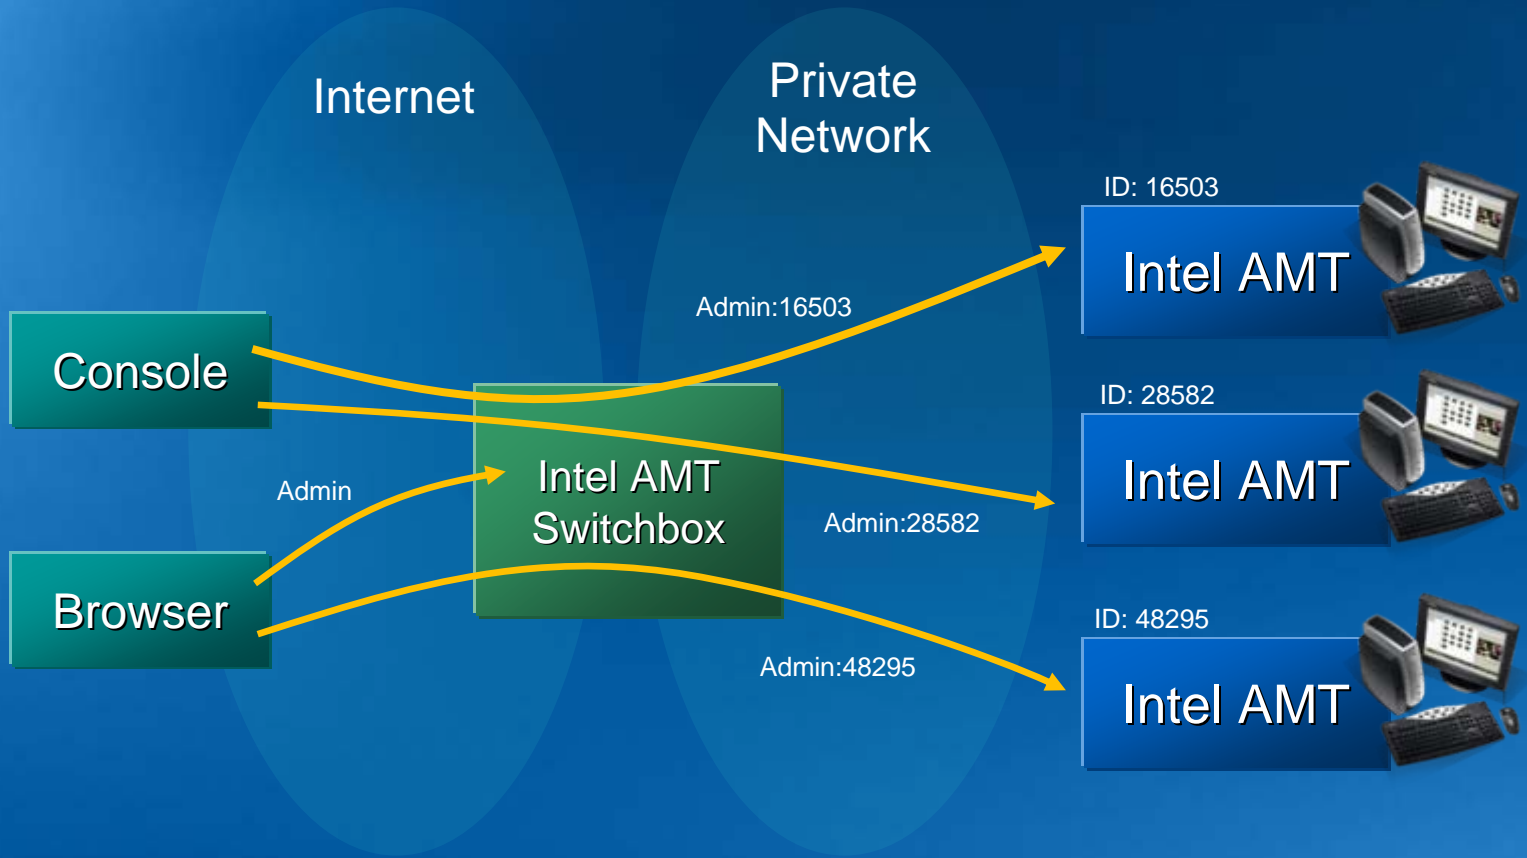 Internet
Private
Network
ID: 16503
Intel AMT
Admin:16503
Console
ID: 28582
Intel AMT
Intel AMT
Switchbox
Admin
Admin:28582
Browser
ID: 48295
Admin:48295
Intel AMT